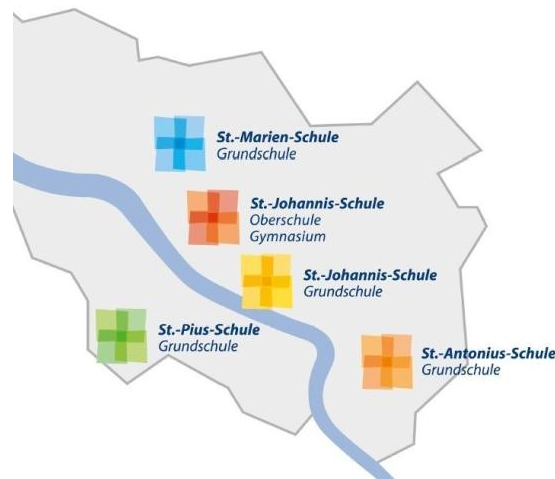 St.-Marien-Schule
Grundschule
St.-Johannis-Schule
Oberschule
Gymnasium
St.-Johannis-Schule
Grundschule
St.-Pius-Schule
Grundschule
St.-Antonius-Schule
Grundschule